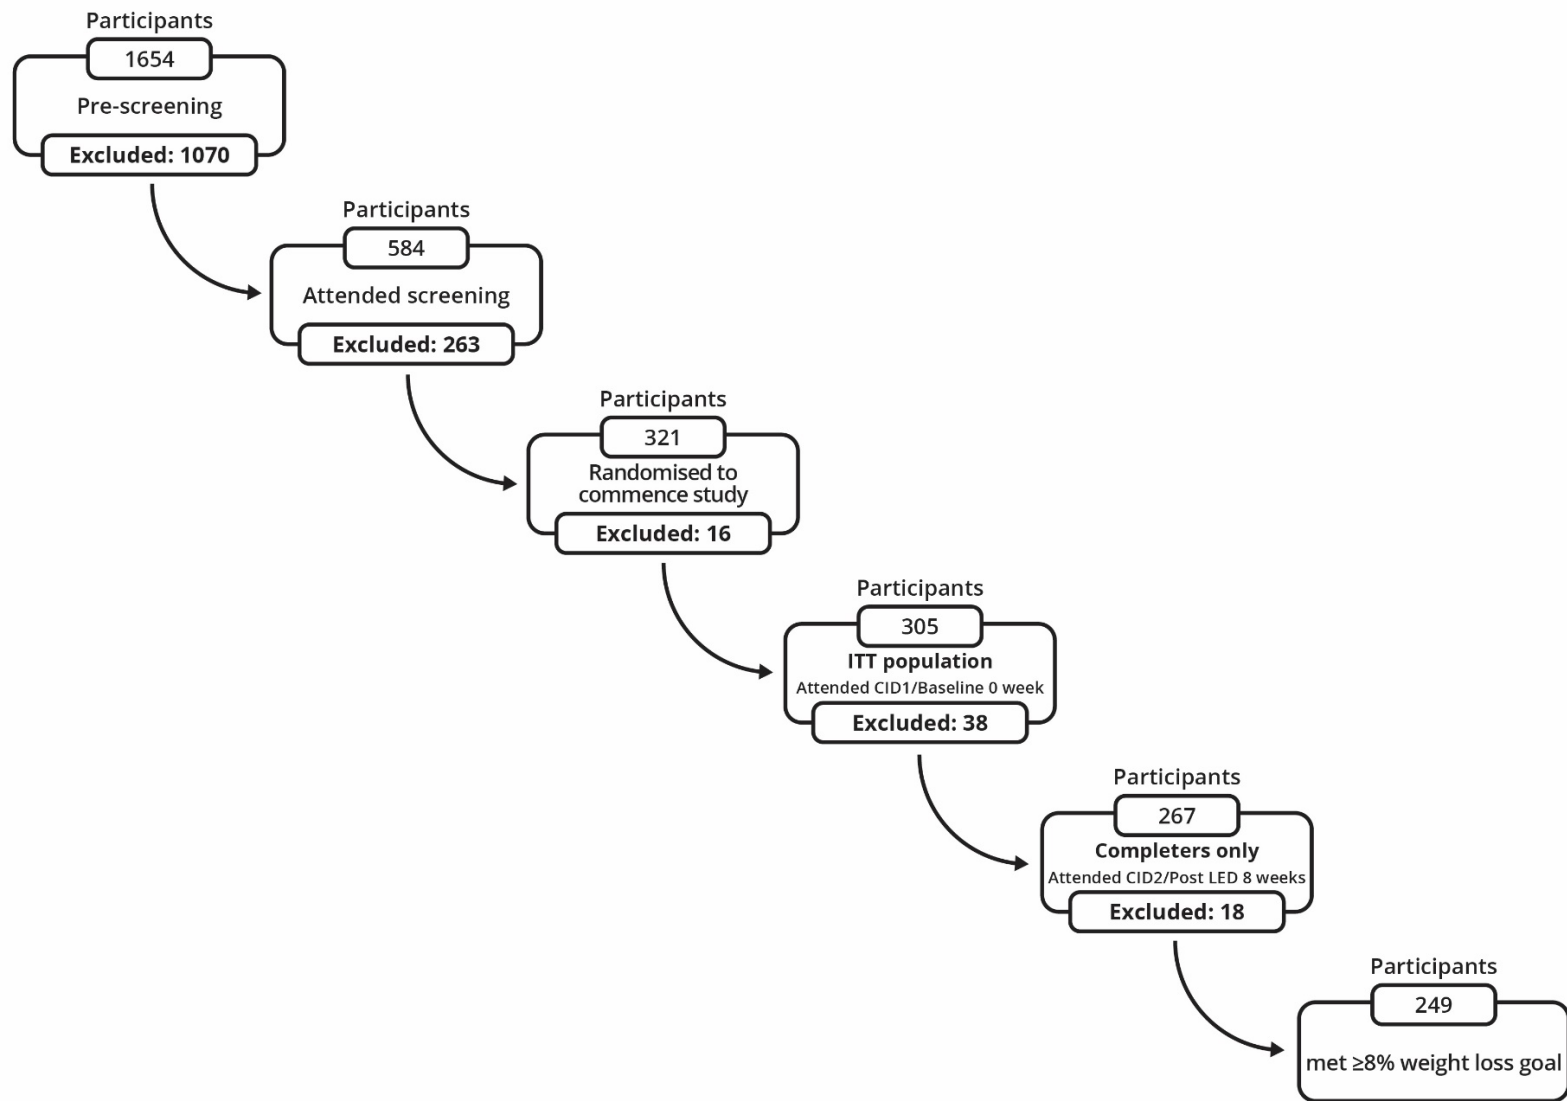 Participants
1654
Pre-screening
Excluded: 1070
Participants
584
Attended screening
Excluded: 263
Participants
321
Randomised to
commence study
Excluded: 16
Participants
305
ITT population
Attended CID1/Baseline 0 week
Excluded: 38
Participants
267
Completers only
Attended CID2/Post LED 8 weeks
Excluded: 18
Participants
249
met ≥8% weight loss goal